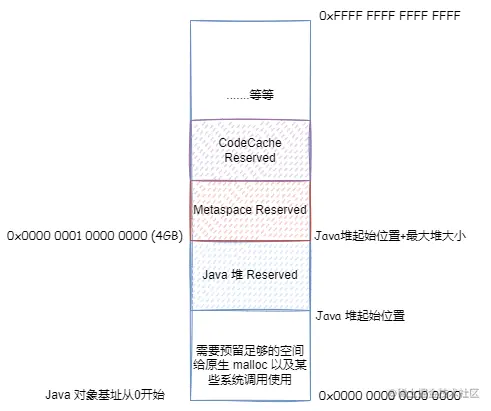 0xFFFF FFFF FFFF FFFF
.......等等
CodeCache
Reserved
Metaspace Reserved
0x0000 0001 0000 0000 (4GB)
Java堆起始位置+最大堆大小
Java 堆 Reserved
Java 堆起始位置
需要预留足够的空间
给原生 malloc 以及某
些系统调用使用
Java 对象基址从0开始
0x0000 0000 0000 0000